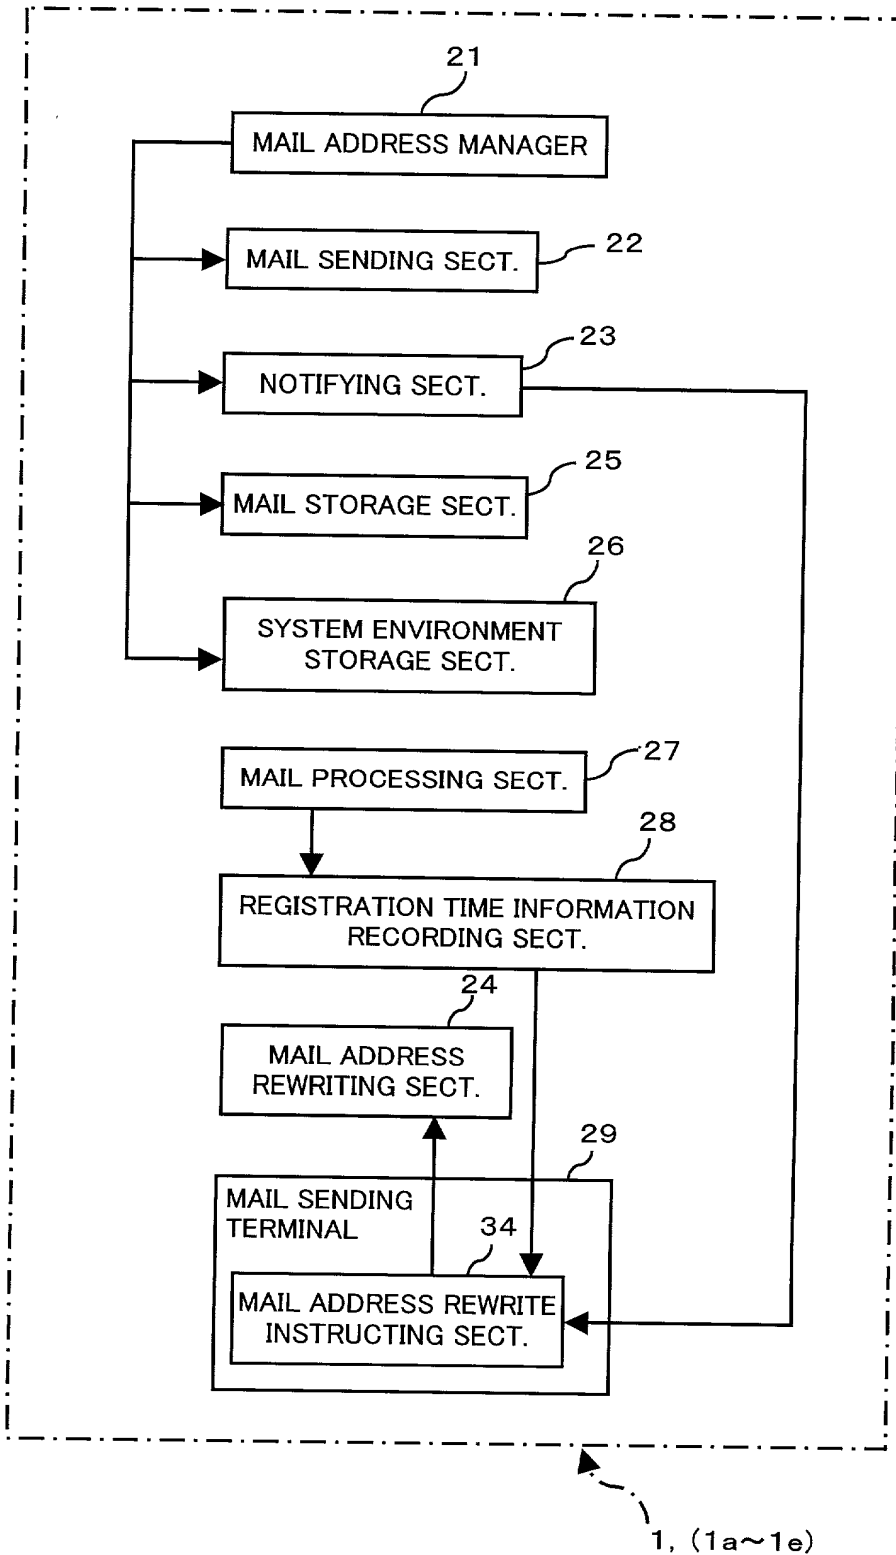 21
MAIL ADDRESS MANAGER
22
MAIL SENDING SECT.
23
NOTIFYING SECT.
25
MAIL STORAGE SECT.
26
SYSTEM ENVIRONMENT
STORAGE SECT.
27
MAIL PROCESSING SECT.
28
REGISTRATION TIME INFORMATION
RECORDING SECT.
24
MAIL ADDRESS
REWRITING SECT.
29
MAIL SENDING
TERMINAL
34
MAIL ADDRESS REWRITE
INSTRUCTING SECT.
1, (1a~1e)